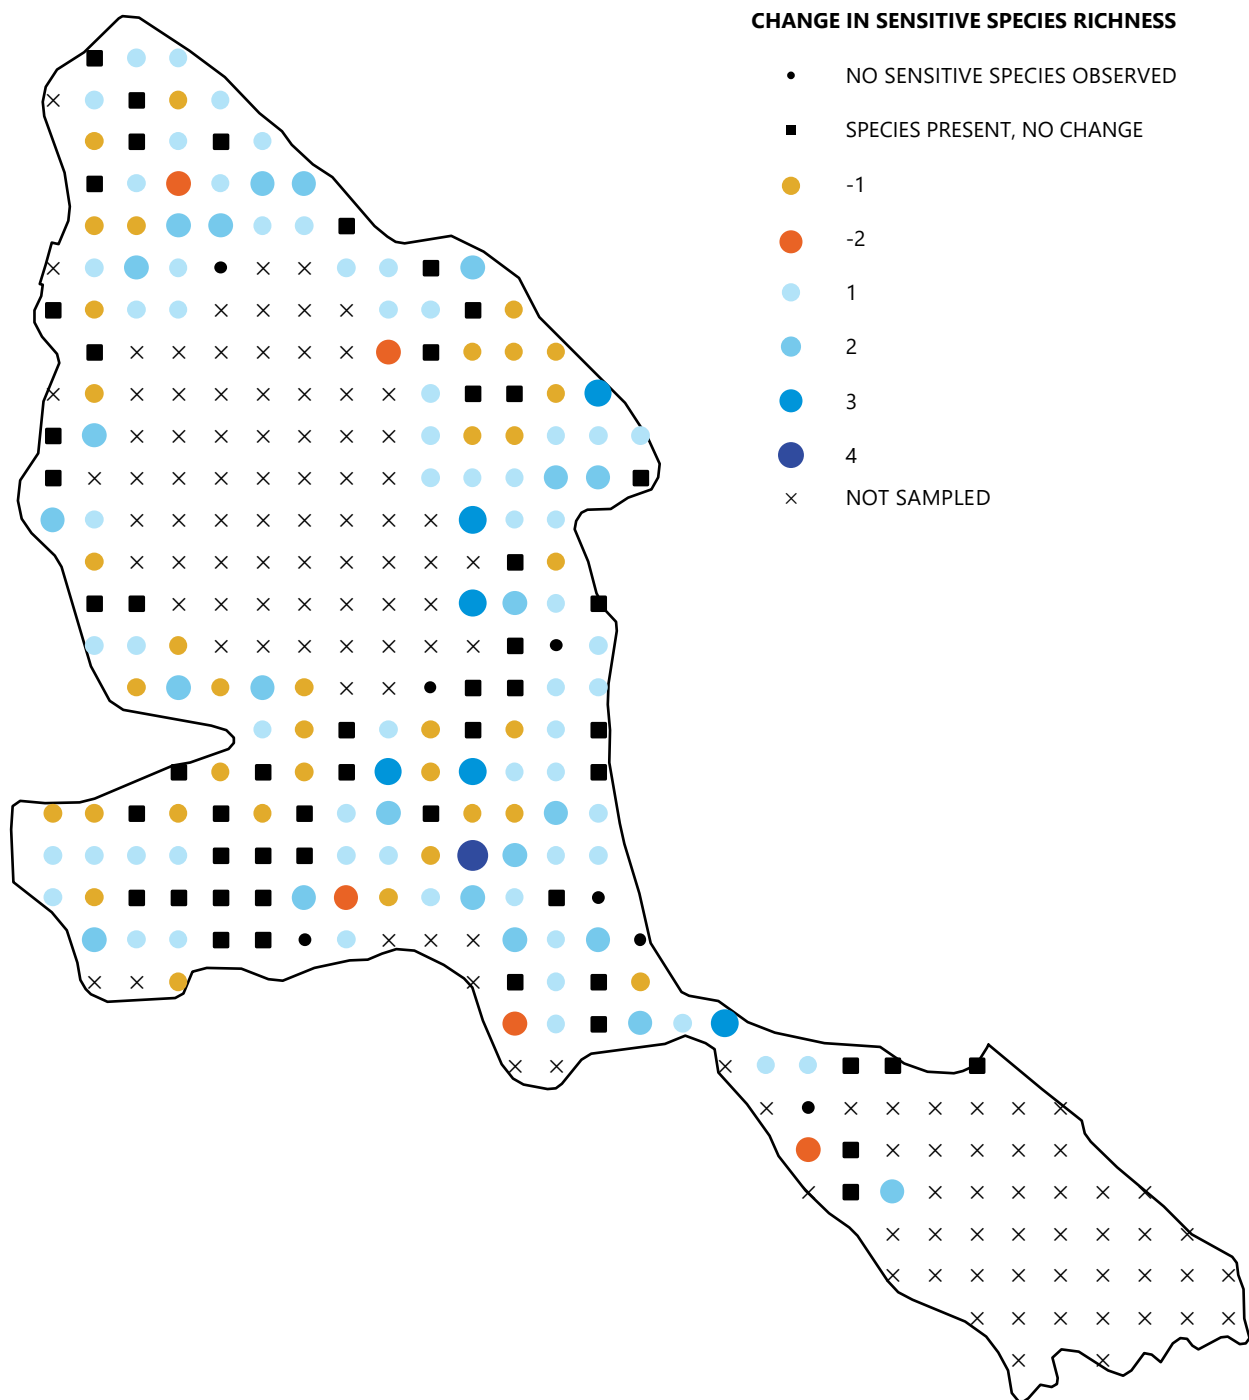 CHANGE IN SENSITIVE SPECIES RICHNESS
NO SENSITIVE SPECIES OBSERVED
SPECIES PRESENT, NO CHANGE
-1
-2
1
2
3
4
NOT SAMPLED